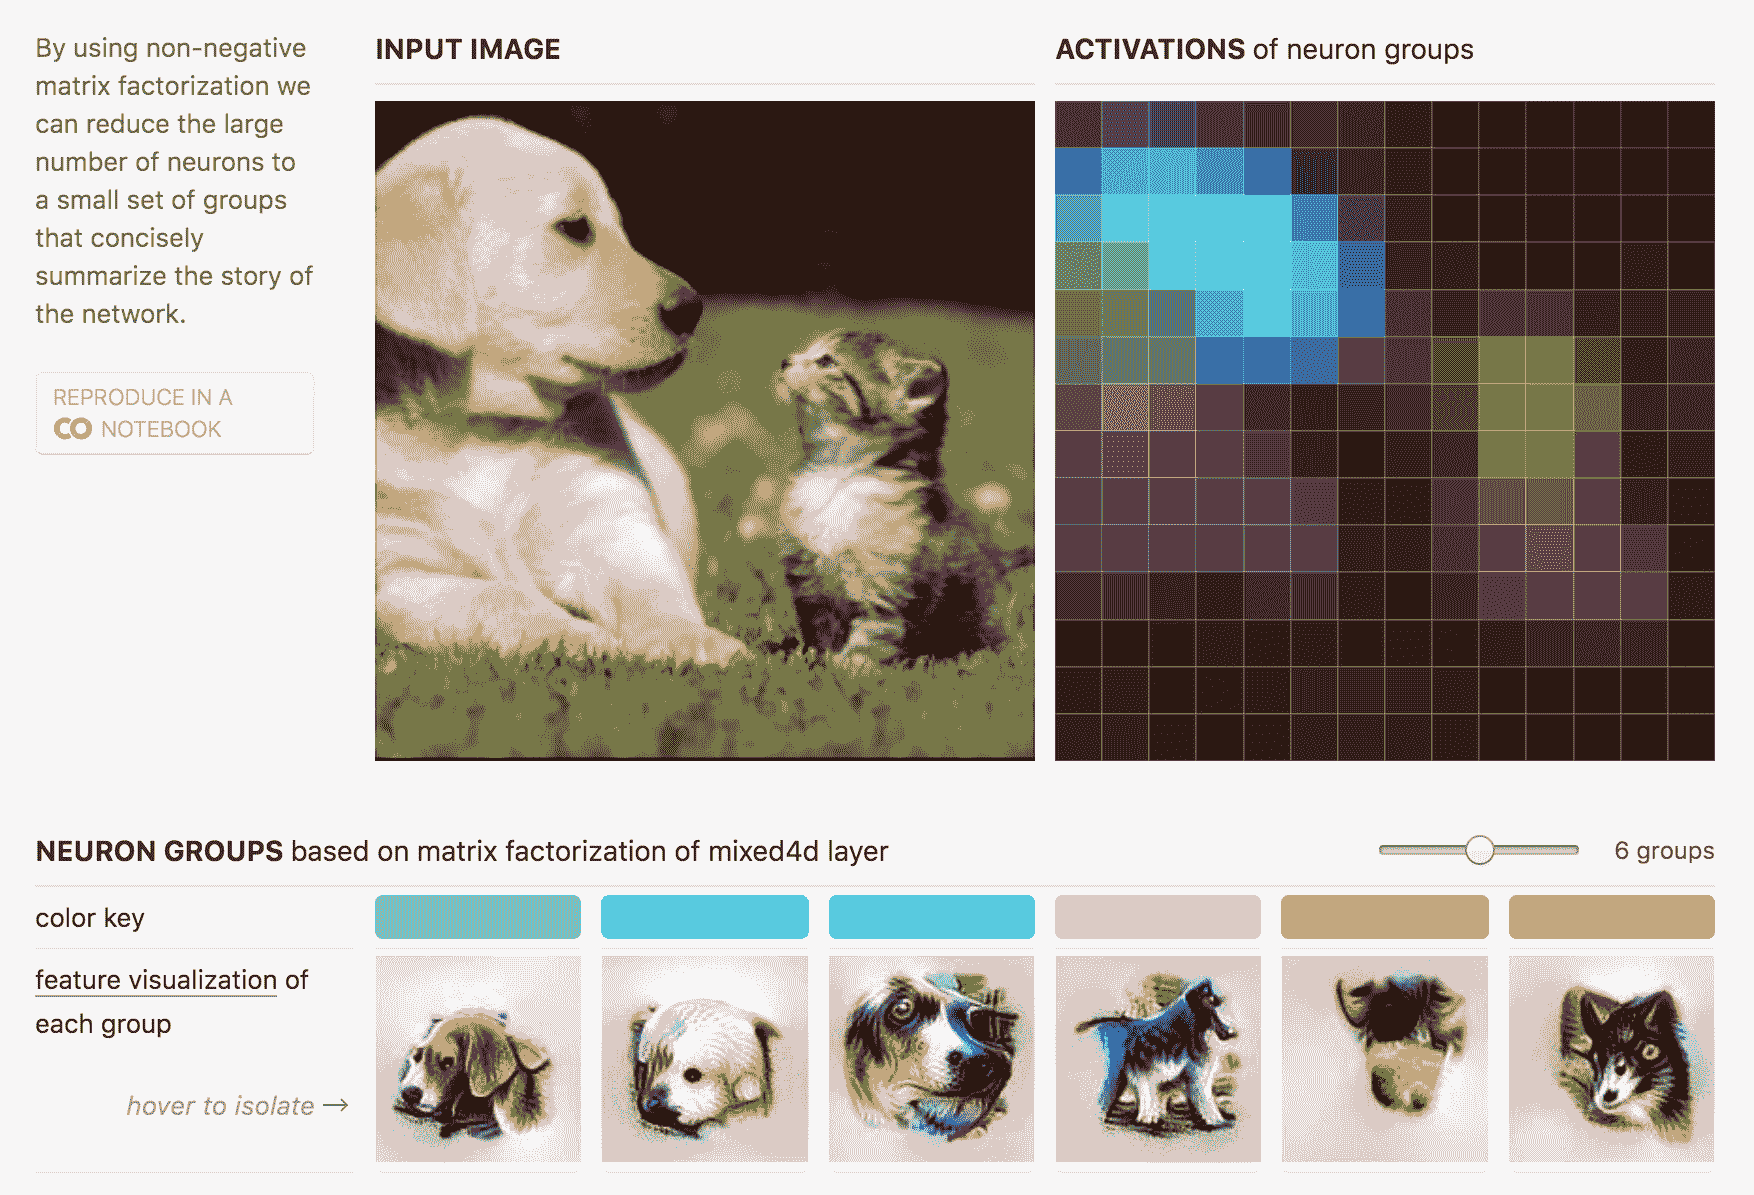 By using non-negative
matrix factorization we
can reduce the large
number of neurons to
a small set of groups
that concisely
summarize the story of
the network.
REPRODUCE IN A
CO NOTEBOOK
INPUT IMAGE
ACTIVATIONS of neuron groups
NEURON GROUPS based on matrix factorization of mixed4d layer
6 groups
color key
feature visualization of
each group
hover to isolate →